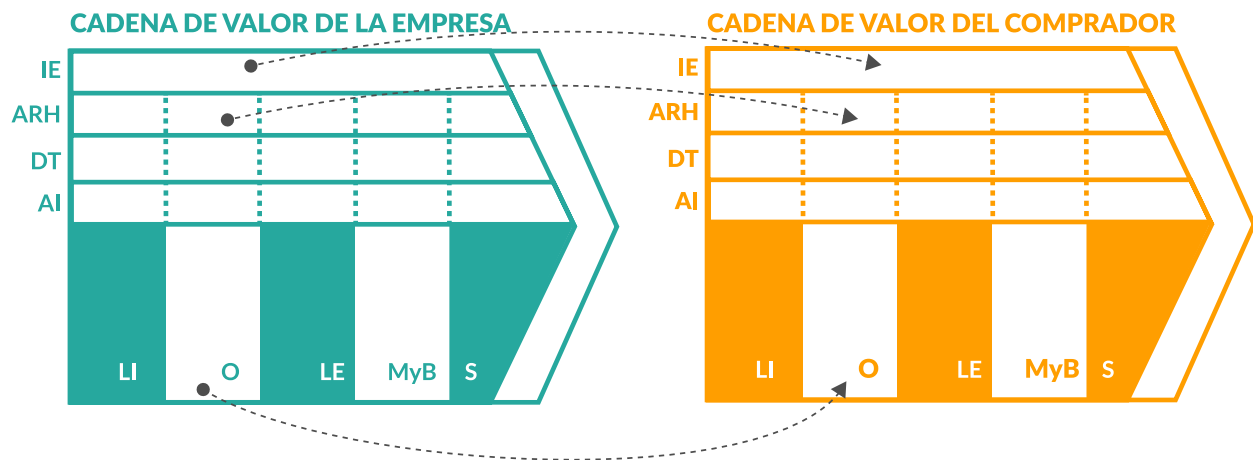 CADENA DE VALOR DE LA EMPRESA
IE
ARH
DT
AI
LI O LE MyB S
CADENA DE VALOR DEL COMPRADOR
IE
ARH
DT
AI
LI O LE MyB S